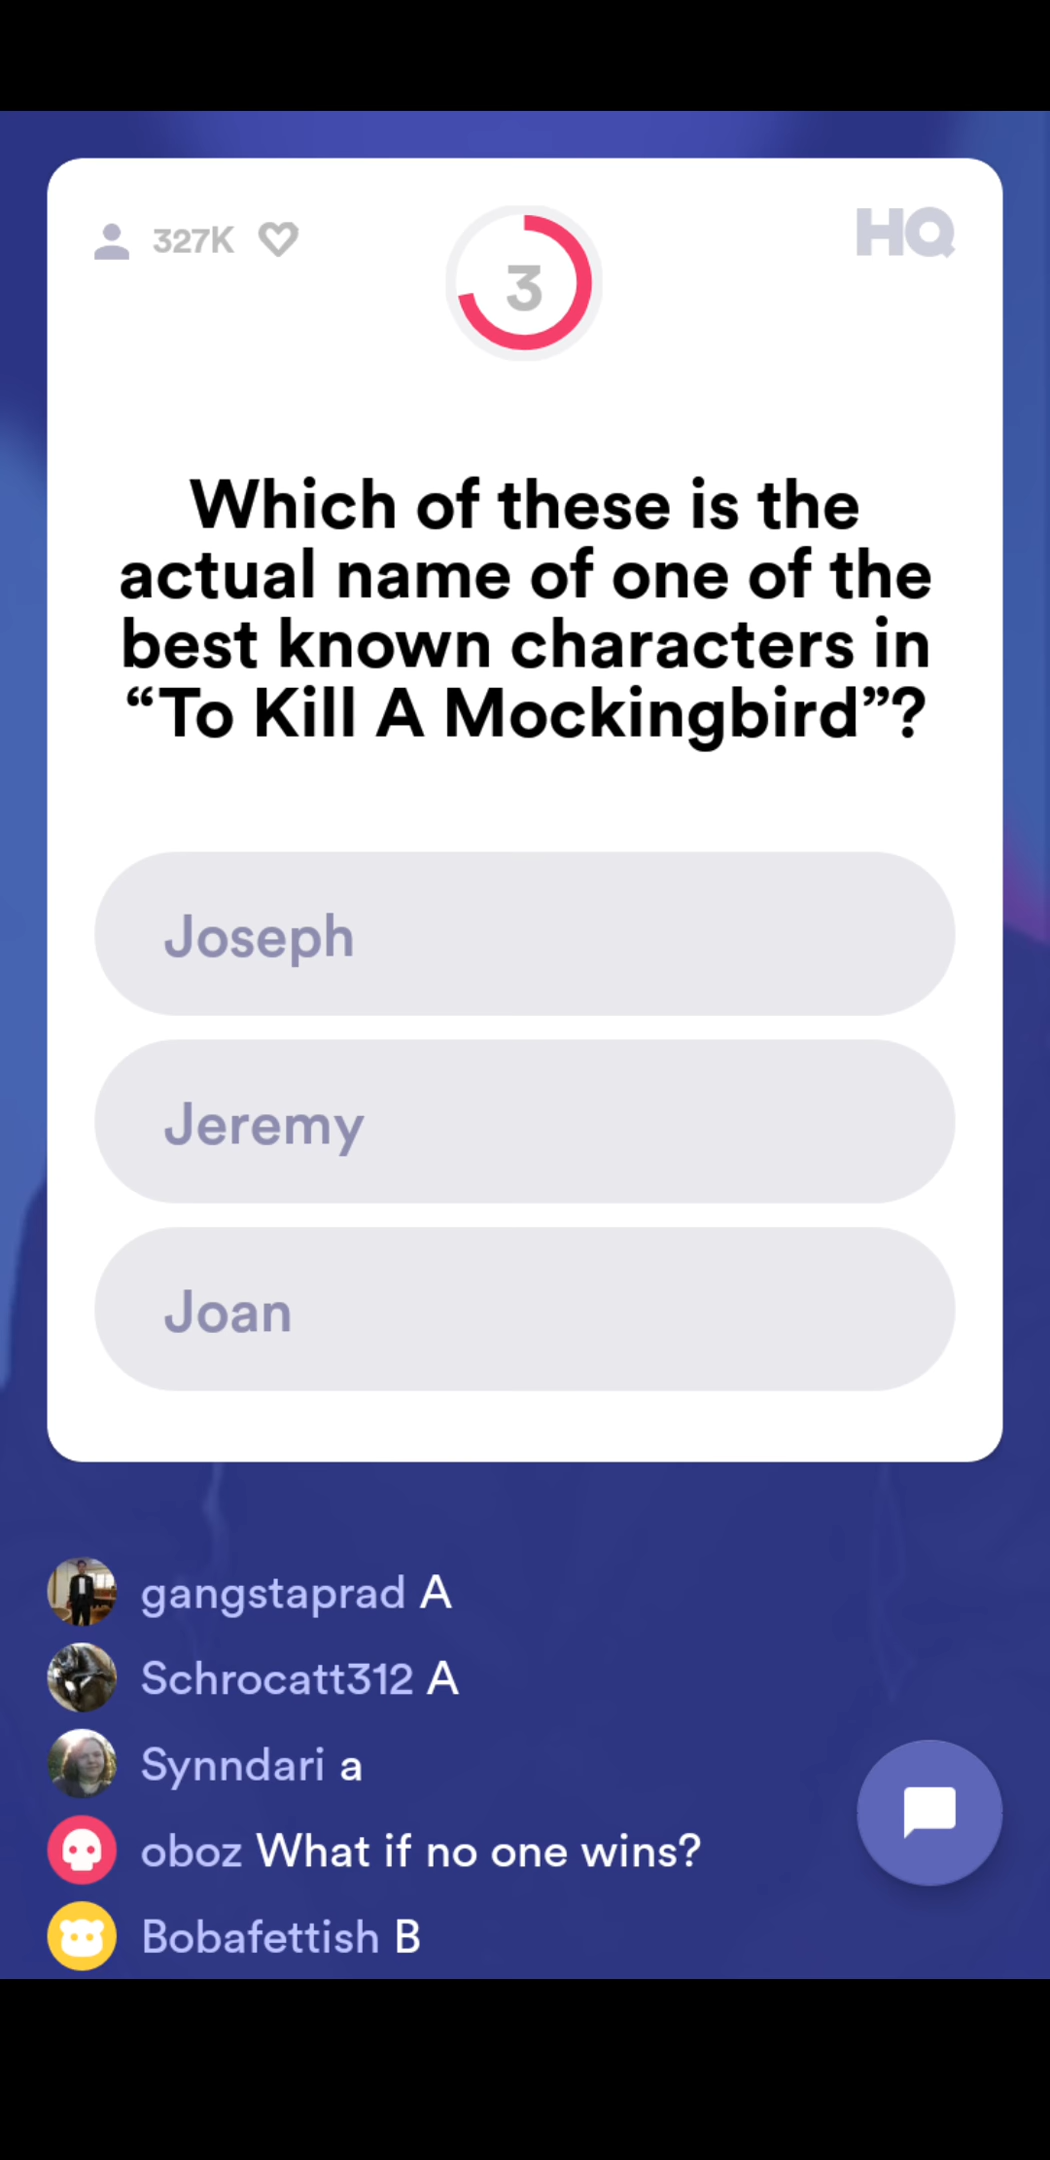 327K
3
HQ
Which of these is the
actual name of one of the
best known characters in
“To Kill A Mockingbird”?
Joseph
Jeremy
Joan
gangstaprad A
Schrocatt312 A
Synndari a
oboz What if no one wins?
Bobafettish B